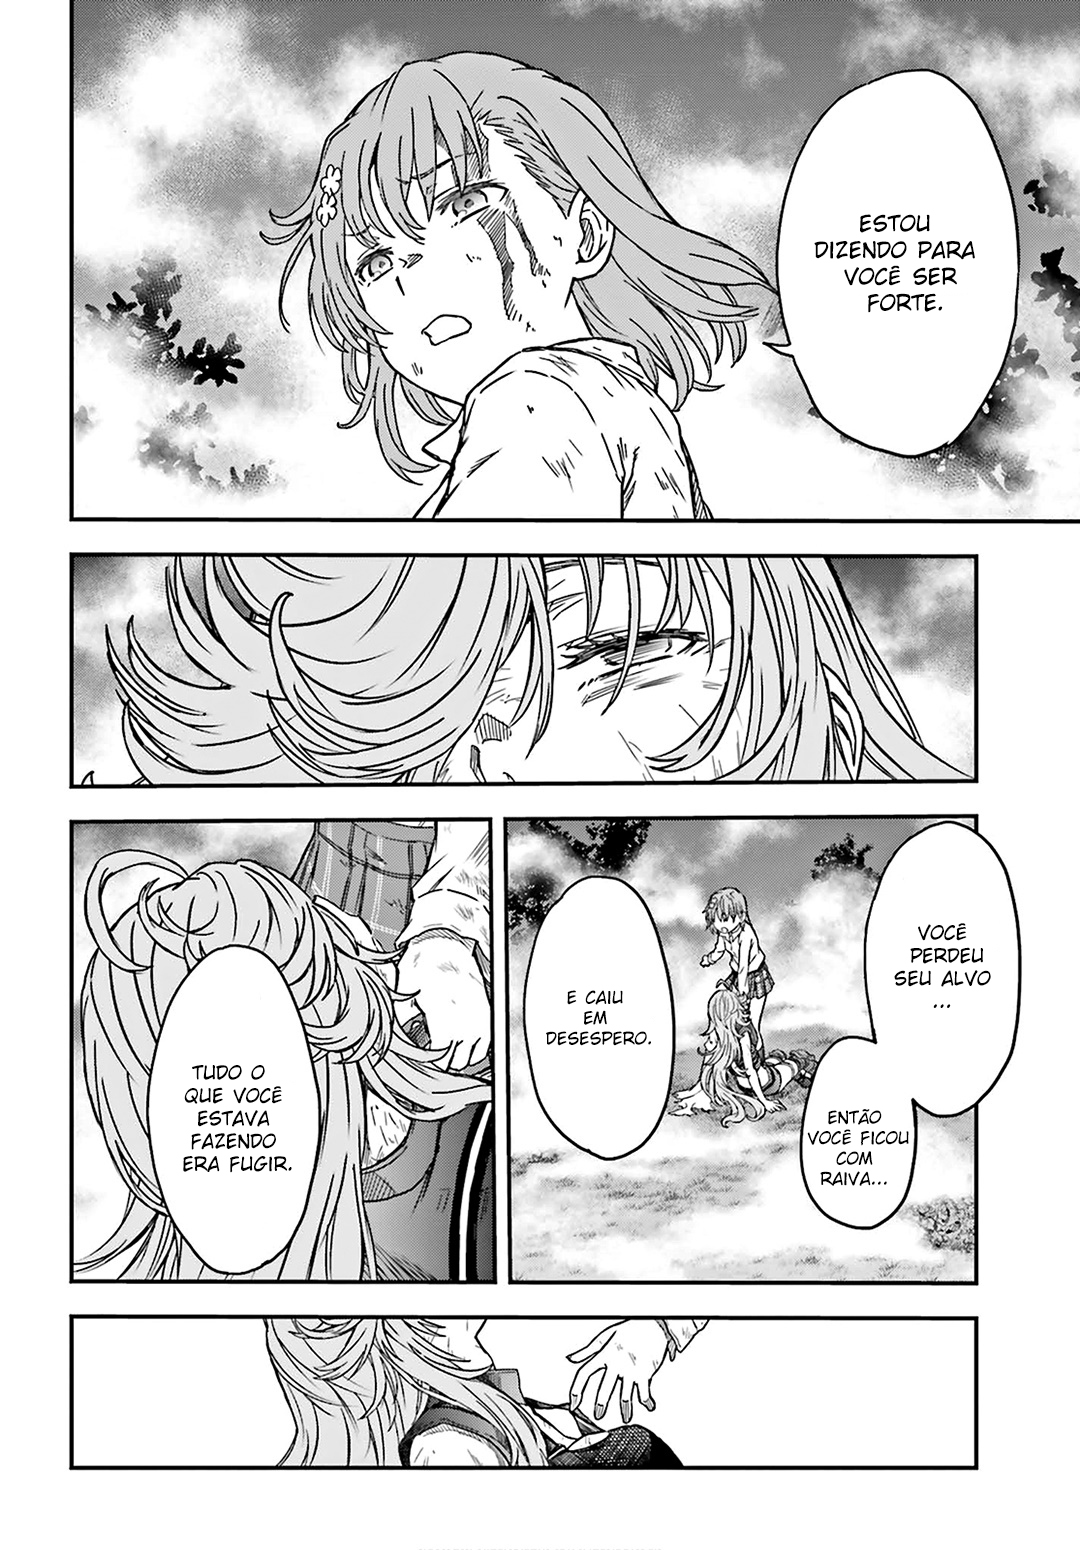 ESTOU
DIZENDO PARA
VOCÊ SER
FORTE.
VOCÊ
PERDEU
SEU ALVO
...
ENTÃO
VOCÊ FICOU
COM
RAIVA...
E CAIU
EM
DESESPERO.
TUDO O
QUE VOCÊ
ESTAVA
FAZENDO
ERA FUGIR.